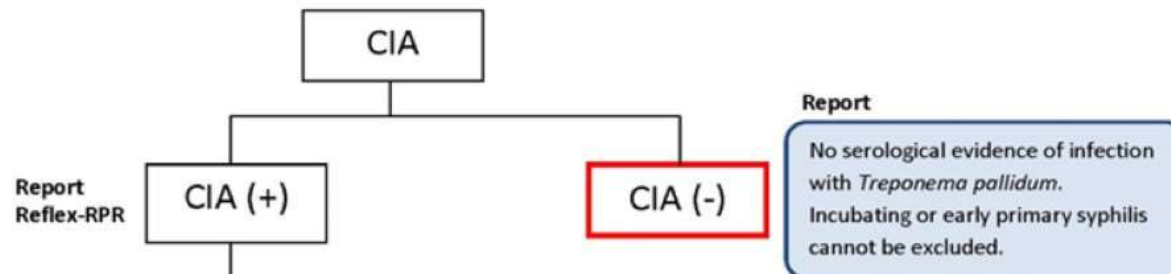 CIA
Report
CIA (+)
CIA (-)
Report
Reflex-RPR
No serological evidence of infection
with Treponema pallidum.
Incubating or early primary syphilis
cannot be excluded.